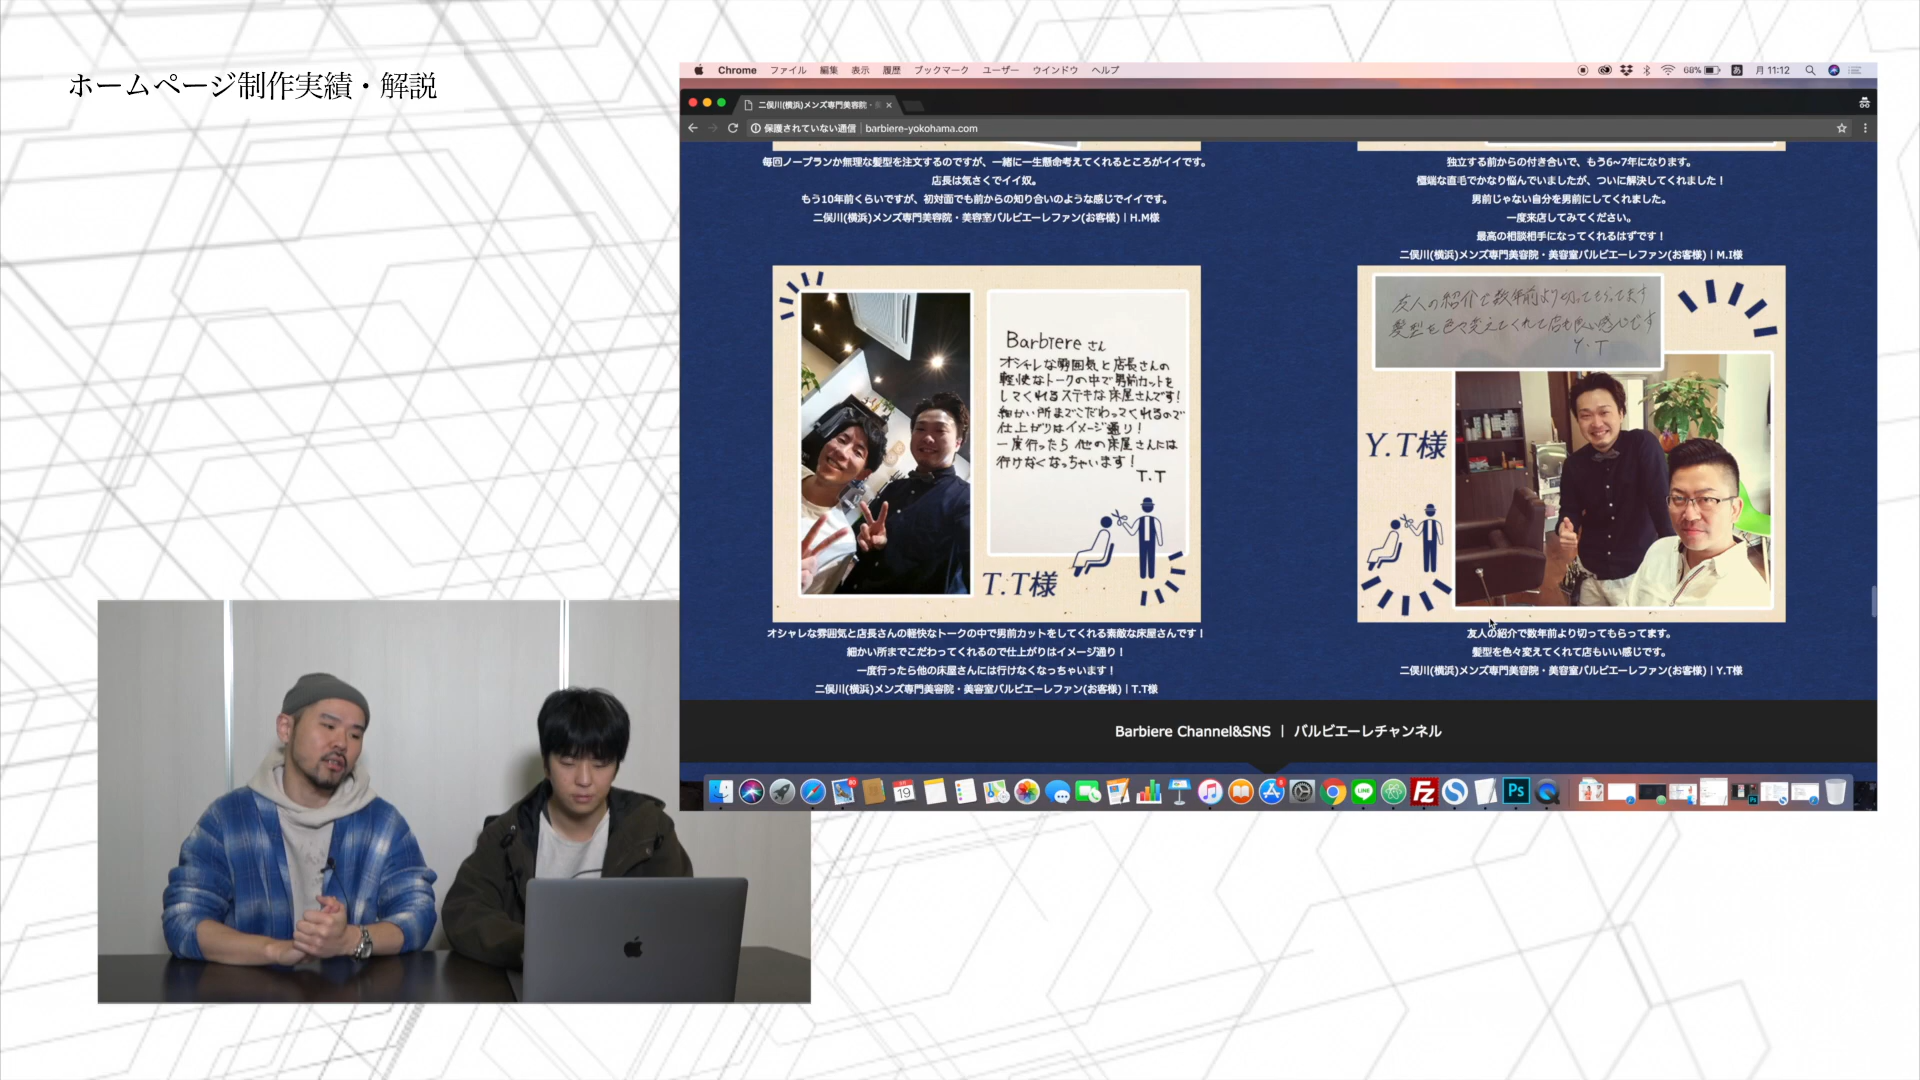 ホームページ制作実績・解説
Chrome ファイル 編集 表示 履歴 ブックマーク ユーザー ウインドウ ヘルプ
68% 月11:12
二俣川(横浜)メンズ専門美容院・
保護されていない通信 barbiere-yokohama.com
毎回ノープランか無理な髪型を注文するのですが、一緒に一生懸命考えてくれるところがイイです。
店長は気さくでイイ奴。
もう10年前くらいですが、初対面でも前からの知り合いのような感じでイイです。
二俣川(横浜)メンズ専門美容院・美容室バルビエーレファン(お客様) | H.M様
独立する前からの付き合いで、もう6~7年になります。
極端な直毛でかなり悩んでいましたが、ついに解決してくれました！
男前じゃない自分を男前にしてくれました。
一度来店してみてください。
最高の相談相手になってくれるはずです！
二俣川(横浜)メンズ専門美容院・美容室バルビエーレファン(お客様) | M.I様
Barbiere さん
オシャレな雰囲気と店長さんの
軽快なトークの中で男前カットを
してくれるステキな床屋さんです!
細かい所までこだわってくれるので
仕上がりはイメージ通り!
一度行ったら他の床屋さんには
行けなくなっちゃいます!
T.T
T.T様
オシャレな雰囲気と店長さんの軽快なトークの中で男前カットをしてくれる素敵な床屋さんです！
細かい所までこだわってくれるので仕上がりはイメージ通り！
一度行ったら他の床屋さんには行けなくなっちゃいます！
二俣川(横浜)メンズ専門美容院・美容室バルビエーレファン(お客様) | T.T様
友人の紹介で数年前より切ってもらってます
髪型を色々変えてくれて店も良い感じです
Y.T
Y.T様
友人の紹介で数年前より切ってもらってます。
髪型を色々変えてくれて店もいい感じです。
二俣川(横浜)メンズ専門美容院・美容室バルビエーレファン(お客様) | Y.T様
Barbiere Channel&SNS | バルビエーレチャンネル
19
LINE
Fz
Ps